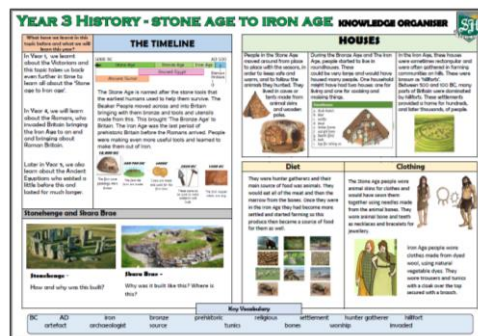 YEAR 3 HISTORY - STONE AGE TO IRON AGE KNOWLEDGE ORGANISER
What have we learnt in this
topic before and what will we
learn this year?
In Year 1, we
learnt about the
Victorians and
this topic takes us back
even further in time to
learn all about the 'Stone
age to Iron age'.
In Year 4, we will
learn about the Romans,
who invaded Britain
bringing the Iron Age to
an end and bringing about
Roman Britain.
Later in Year 3, we also
learn about the Ancient
Egyptians who existed a
little before this and
lasted for much longer.
THE TIMELINE
Stone Age
Bronze Age
Iron Age
Ancient Egypt
The Stone Age is named after the stone tools that
the earliest humans used to help them survive. The
Beaker People moved across and into Britain
bringing with them bronze tools and utensils
made from this. This brought 'The Bronze Age' to
Britain. The Iron Age was the last period of
prehistoric Britain before the Romans arrived. People
were making even more useful tools and learned to
make them out of iron.
HOUSES
People in the Stone Age
moved around from place
to place with the seasons, in
order to keep safe and
warm, and to follow the
animals they hunted. They
lived in caves or
tents made from
animal skins
and wooden
poles.
During the Bronze Age and The Iron
Age, people started to live in
roundhouses. These
could be very large and would have
housed many people. One household
might have had two houses: one for
living and one for cooking and
making things.
In the Iron Age, these houses
were sometimes rectangular and
were often gathered in farming
communities on hills. These were
known as 'hillforts'.
Between 500 and 100 BC, many
parts of Britain were dominated
by hillforts. These settlements
provided a home for hundreds,
and later thousands, of people.
Diet
They were hunter gatherers and their
main source of food was animals. They
would eat all of the meat and then the
marrow from the bones. Once they were
in the Iron Age they had become more
settled and started farming so this
produce then became a source of food
for them as well.
Clothing
The Stone Age people wore
animal skins for clothes and
would have sewn them
together using needles made
from the animal bones. They
wore animal bone and teeth
as necklaces and bracelets for
jewellery.
Iron Age people wore
clothes made from dyed
wool, using natural
vegetable dyes. They
wore trousers and tunics
with a cloak over the top
secured with a brooch.
Stonehenge and Skara Brae
Stonehenge -
How and why was this built?
Skara Brae -
Why was it built like this? Where is
this?
Key Vocabulary
BC AD iron bronze prehistoric religious settlement hunter gatherer hillfort
artefact archaeologist source tunics bones worship invaded